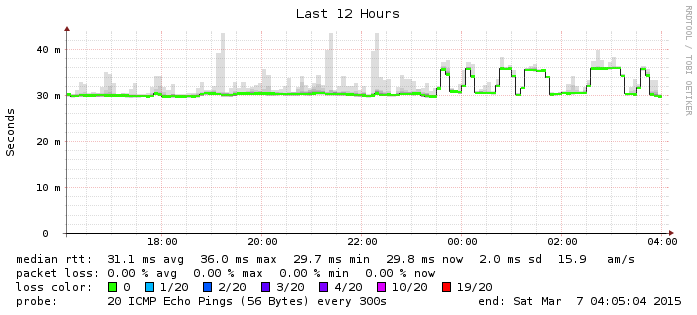 Last 12 Hours
RRDTOOL / TOBI OETIKER
Seconds
40 m
30 m
20 m
10 m
0
18:00 20:00 22:00 00:00 02:00 04:00
median rtt: 31.1 ms avg 36.0 ms max 29.7 ms min 29.8 ms now 2.0 ms sd 15.9 am/s
packet loss: 0.00 % avg 0.00 % max 0.00 % min 0.00 % now
loss color: 0 1/20 2/20 3/20 4/20 10/20 19/20
probe: 20 ICMP Echo Pings (56 Bytes) every 300s end: Sat Mar 7 04:05:04 2015